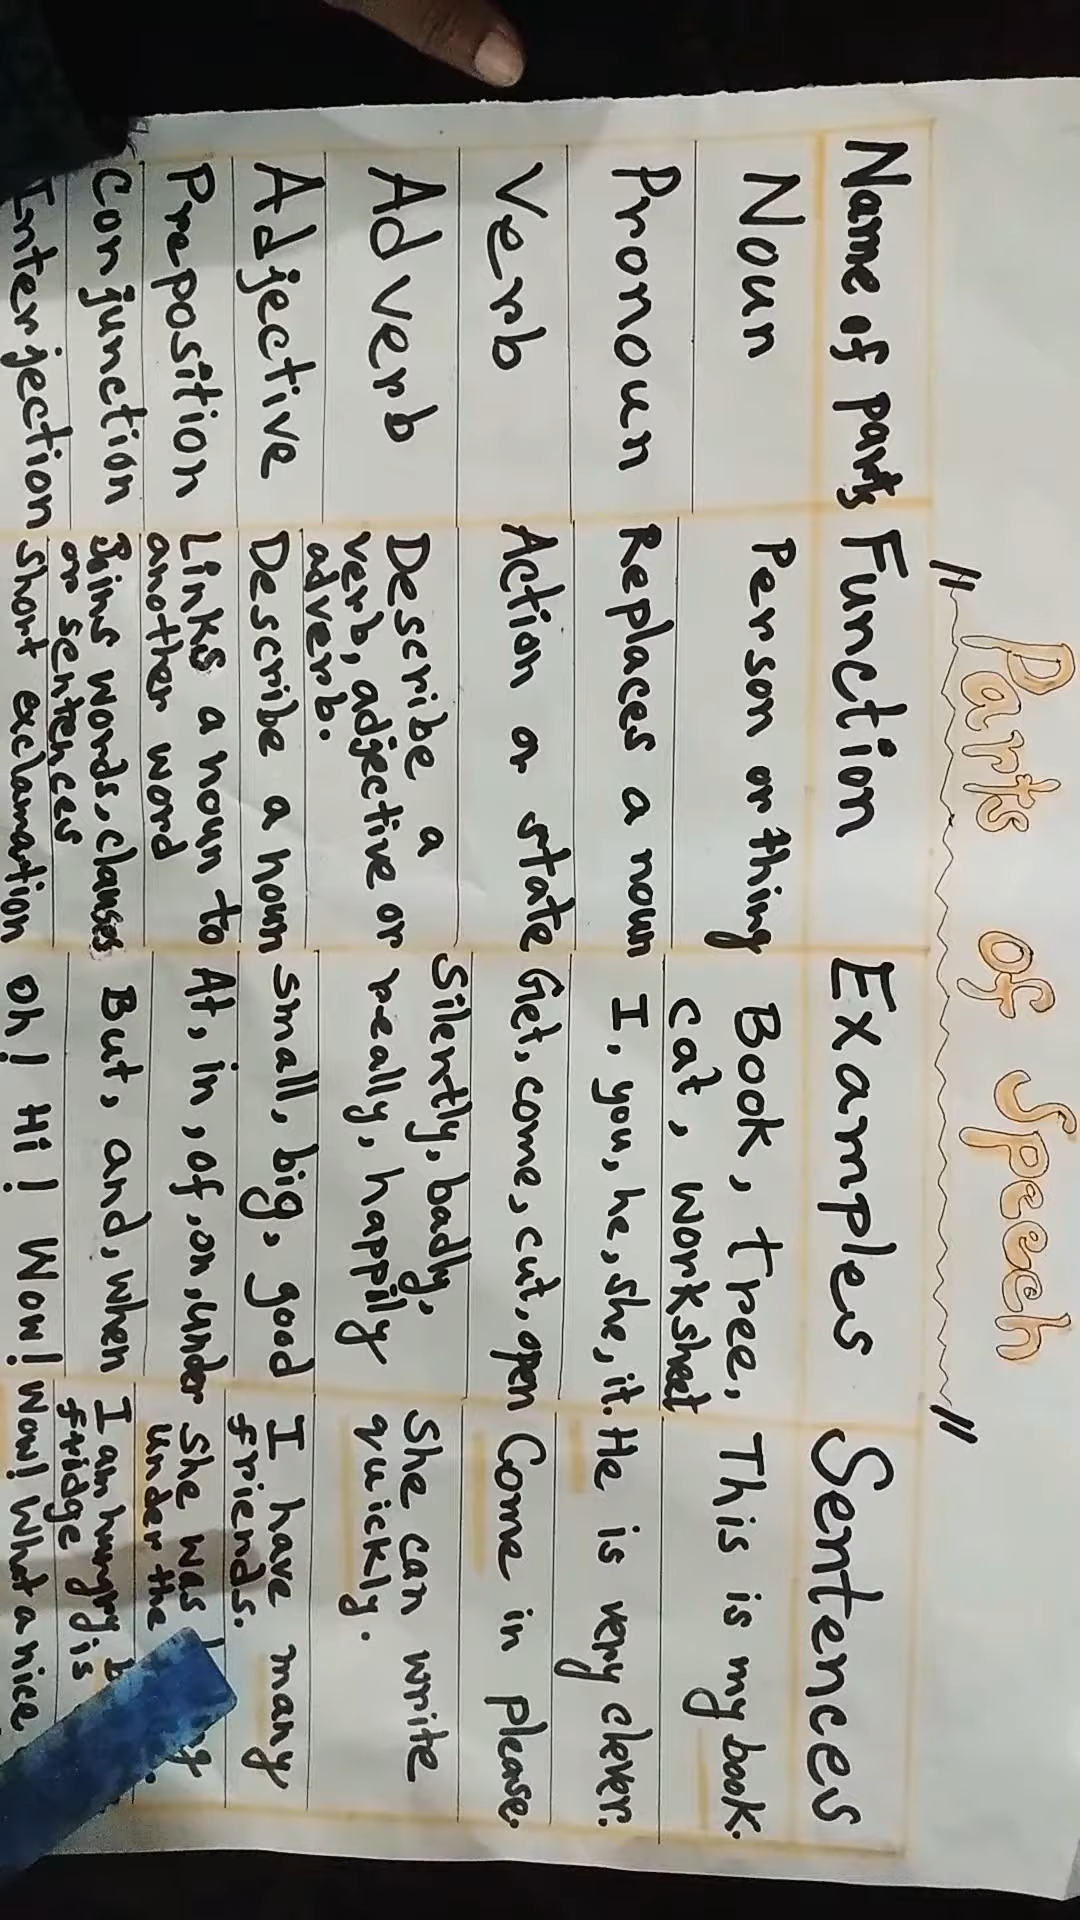 Parts of Speech
Name of parts Function Examples Sentences
Noun Person or thing Book, tree, This is my book.
cat, worksheet
Pronoun Replaces a noun I, you, he, she, it. He is very clever.
Verb Action or state Get, come, cut, open Come in please.
Adverb Describe a Silently, badly, She can write
verb, adjective or really, happily quickly.
adverb.
Adjective Describe a noun small, big, good I have many
friends.
Preposition Links a noun to At, in, of, on, under She was
another word under the
Conjunction Joins words, clauses But, and, when I am hungry,
or sentences fridge is
Interjection Short exclamation Oh! Hi! Wow! Wow! What a nice